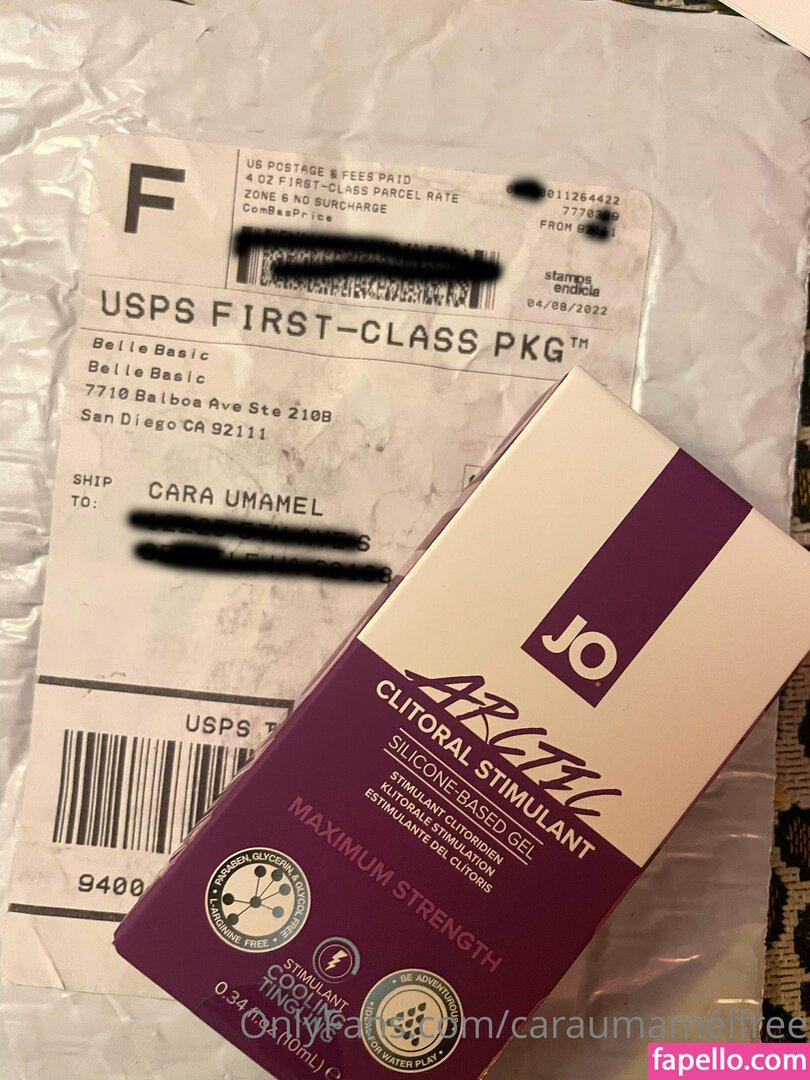 F
US POSTAGE & FEES PAID
4 OZ FIRST-CLASS PARCEL RATE
ZONE 6 NO SURCHARGE
ComBasPrice
011264422
FROM
stamps
endicia
04/08/2022
USPS FIRST-CLASS PKG™
Belle Basic
Belle Basic
7710 Balboa Ave Ste 210B
San Diego CA 92111
SHIP
TO:
CARA UMAMEL
USPS
9400
JO
ARCTIC
CLITORAL STIMULANT
SILICONE-BASED GEL
STIMULANT CLITORIDIEN
KLITORALE STIMULATION
ESTIMULANTE DEL CLÍTORIS
MAXIMUM STRENGTH
PARABEN, GLYCERIN, & GLYCOL FREE
L-ARGININE FREE
STIMULANT
COOLING
TINGLING
BE ADVENTUROUS
FOR WATER PLAY
0.34 fl oz (10mL) e
OnlyFans.com/caraumamelfree
fapello.com